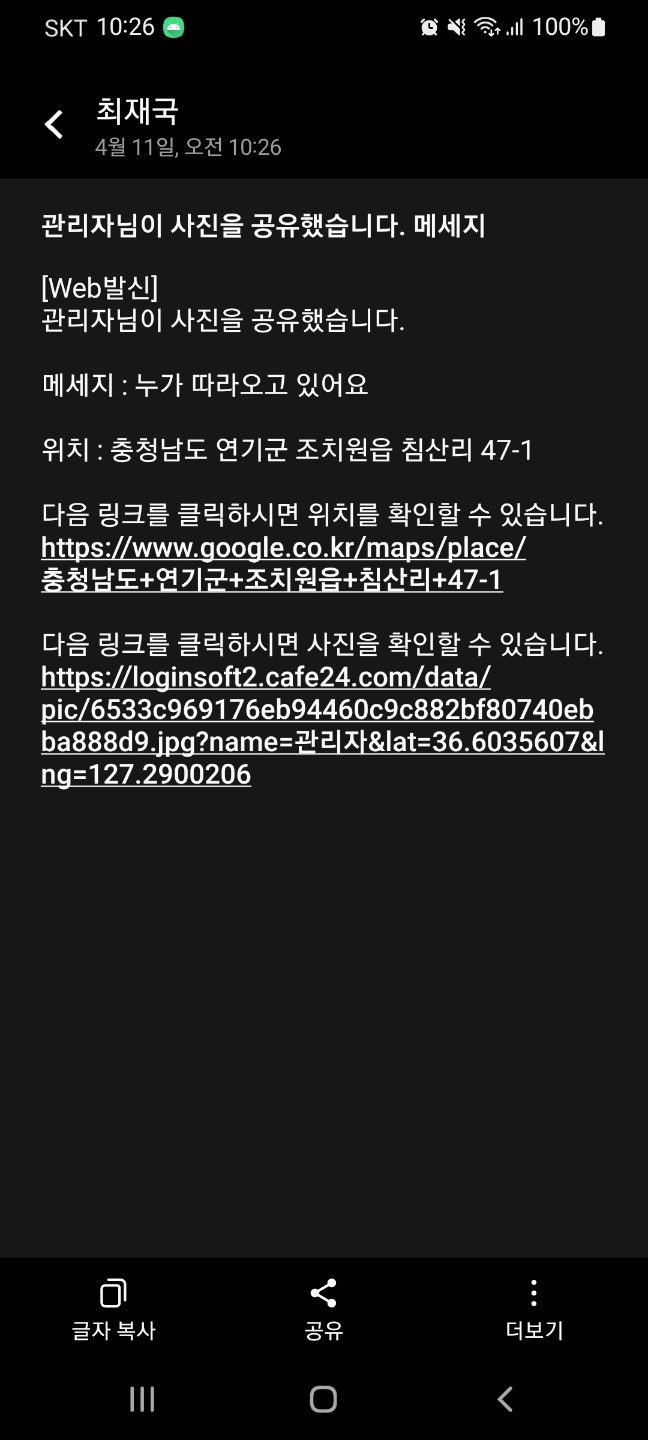 SKT 10:26 100%
최재국
4월 11일, 오전 10:26
관리자님이 사진을 공유했습니다. 메세지
[Web발신]
관리자님이 사진을 공유했습니다.
메세지 : 누가 따라오고 있어요
위치 : 충청남도 연기군 조치원읍 침산리 47-1
다음 링크를 클릭하시면 위치를 확인할 수 있습니다.
https://www.google.co.kr/maps/place/
충청남도+연기군+조치원읍+침산리+47-1
다음 링크를 클릭하시면 사진을 확인할 수 있습니다.
https://loginsoft2.cafe24.com/data/
pic/6533c969176eb94460c9c882bf80740eb
ba888d9.jpg?name=관리자&lat=36.6035607&l
ng=127.2900206
글자 복사 공유 더보기